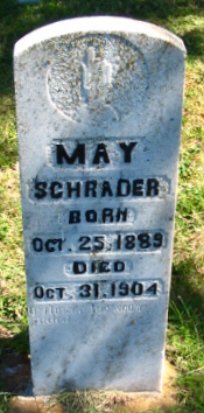 MAY
SCHRADER
BORN
OCT. 25, 1889
DIED
OCT. 31, 1904